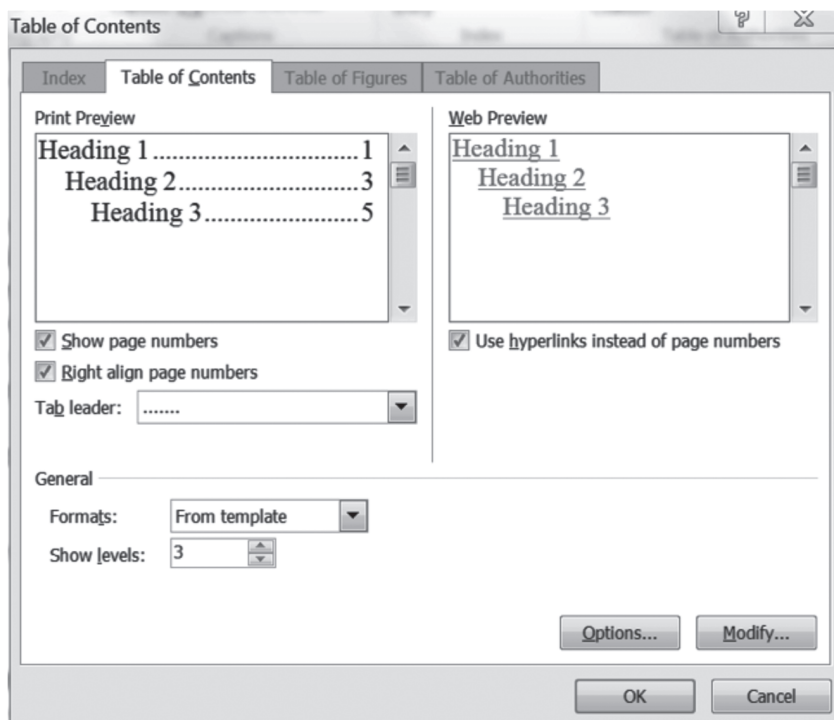 Table of Contents
Index Table of Contents Table of Figures Table of Authorities
Print Preview
Heading 1..............................1
Heading 2..........................3
Heading 3......................5
Show page numbers
Right align page numbers
Tab leader: .......
Web Preview
Heading 1
Heading 2
Heading 3
Use hyperlinks instead of page numbers
General
Formats: From template
Show levels: 3
Options... Modify...
OK Cancel